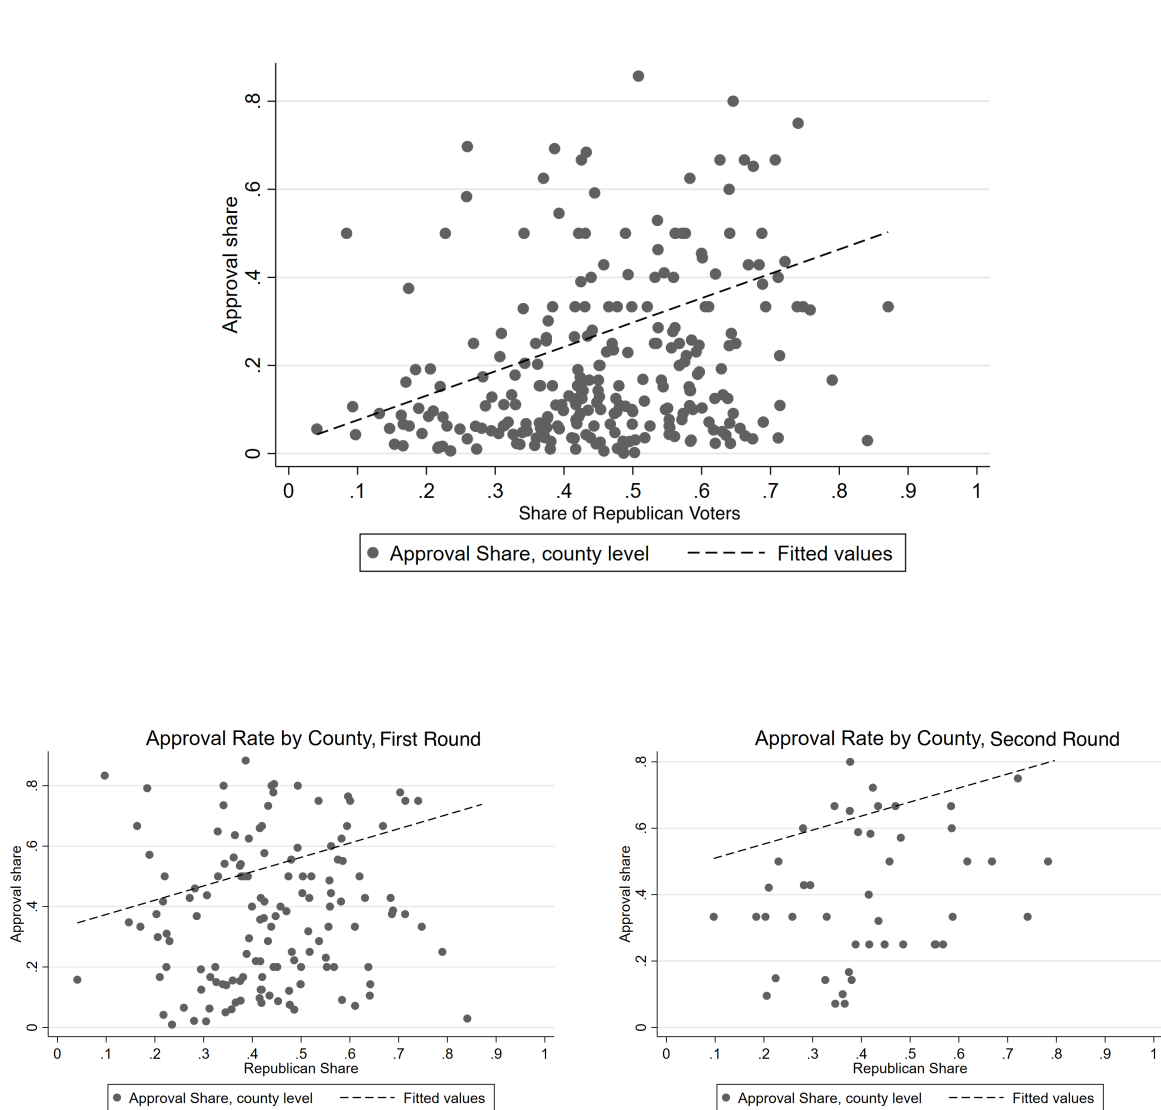 .8
.6
.4
.2
0
Approval share
0 .1 .2 .3 .4 .5 .6 .7 .8 .9 1
Share of Republican Voters
Approval Share, county level Fitted values
Approval Rate by County, First Round
.8
.6
.4
.2
0
Approval share
0 .1 .2 .3 .4 .5 .6 .7 .8 .9 1
Republican Share
Approval Share, county level Fitted values
Approval Rate by County, Second Round
.8
.6
.4
.2
0
Approval share
0 .1 .2 .3 .4 .5 .6 .7 .8 .9 1
Republican Share
Approval Share, county level Fitted values